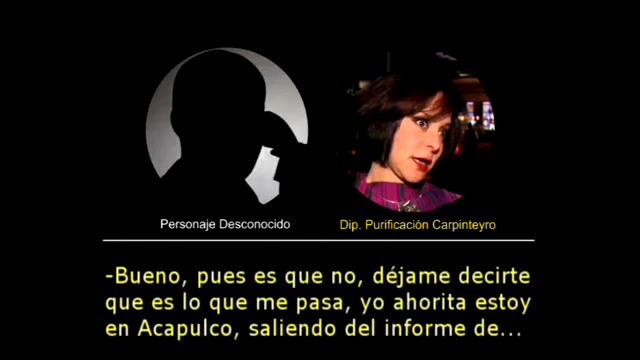 Personaje Desconocido
Dip. Purificación Carpinteyro
-Bueno, pues es que no, déjame decirte
que es lo que me pasa, yo ahorita estoy
en Acapulco, saliendo del informe de...